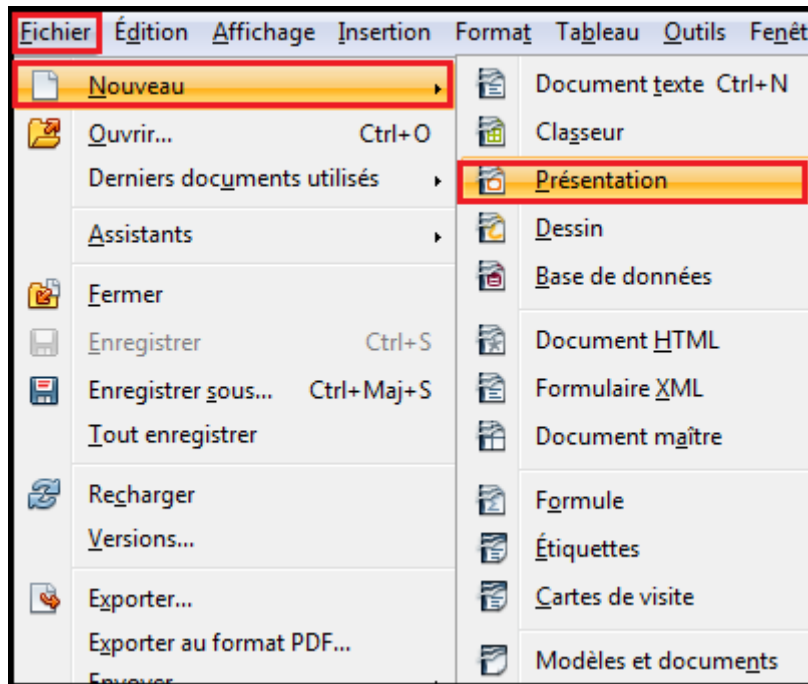 Fichier Édition Affichage Insertion Format Tableau Outils Fenêt
Nouveau
Ouvrir... Ctrl+O
Derniers documents utilisés
Assistants
Fermer
Enregistrer Ctrl+S
Enregistrer sous... Ctrl+Maj+S
Tout enregistrer
Recharger
Versions...
Exporter...
Exporter au format PDF...
Envoyer
Document texte Ctrl+N
Classeur
Présentation
Dessin
Base de données
Document HTML
Formulaire XML
Document maître
Formule
Étiquettes
Cartes de visite
Modèles et documents